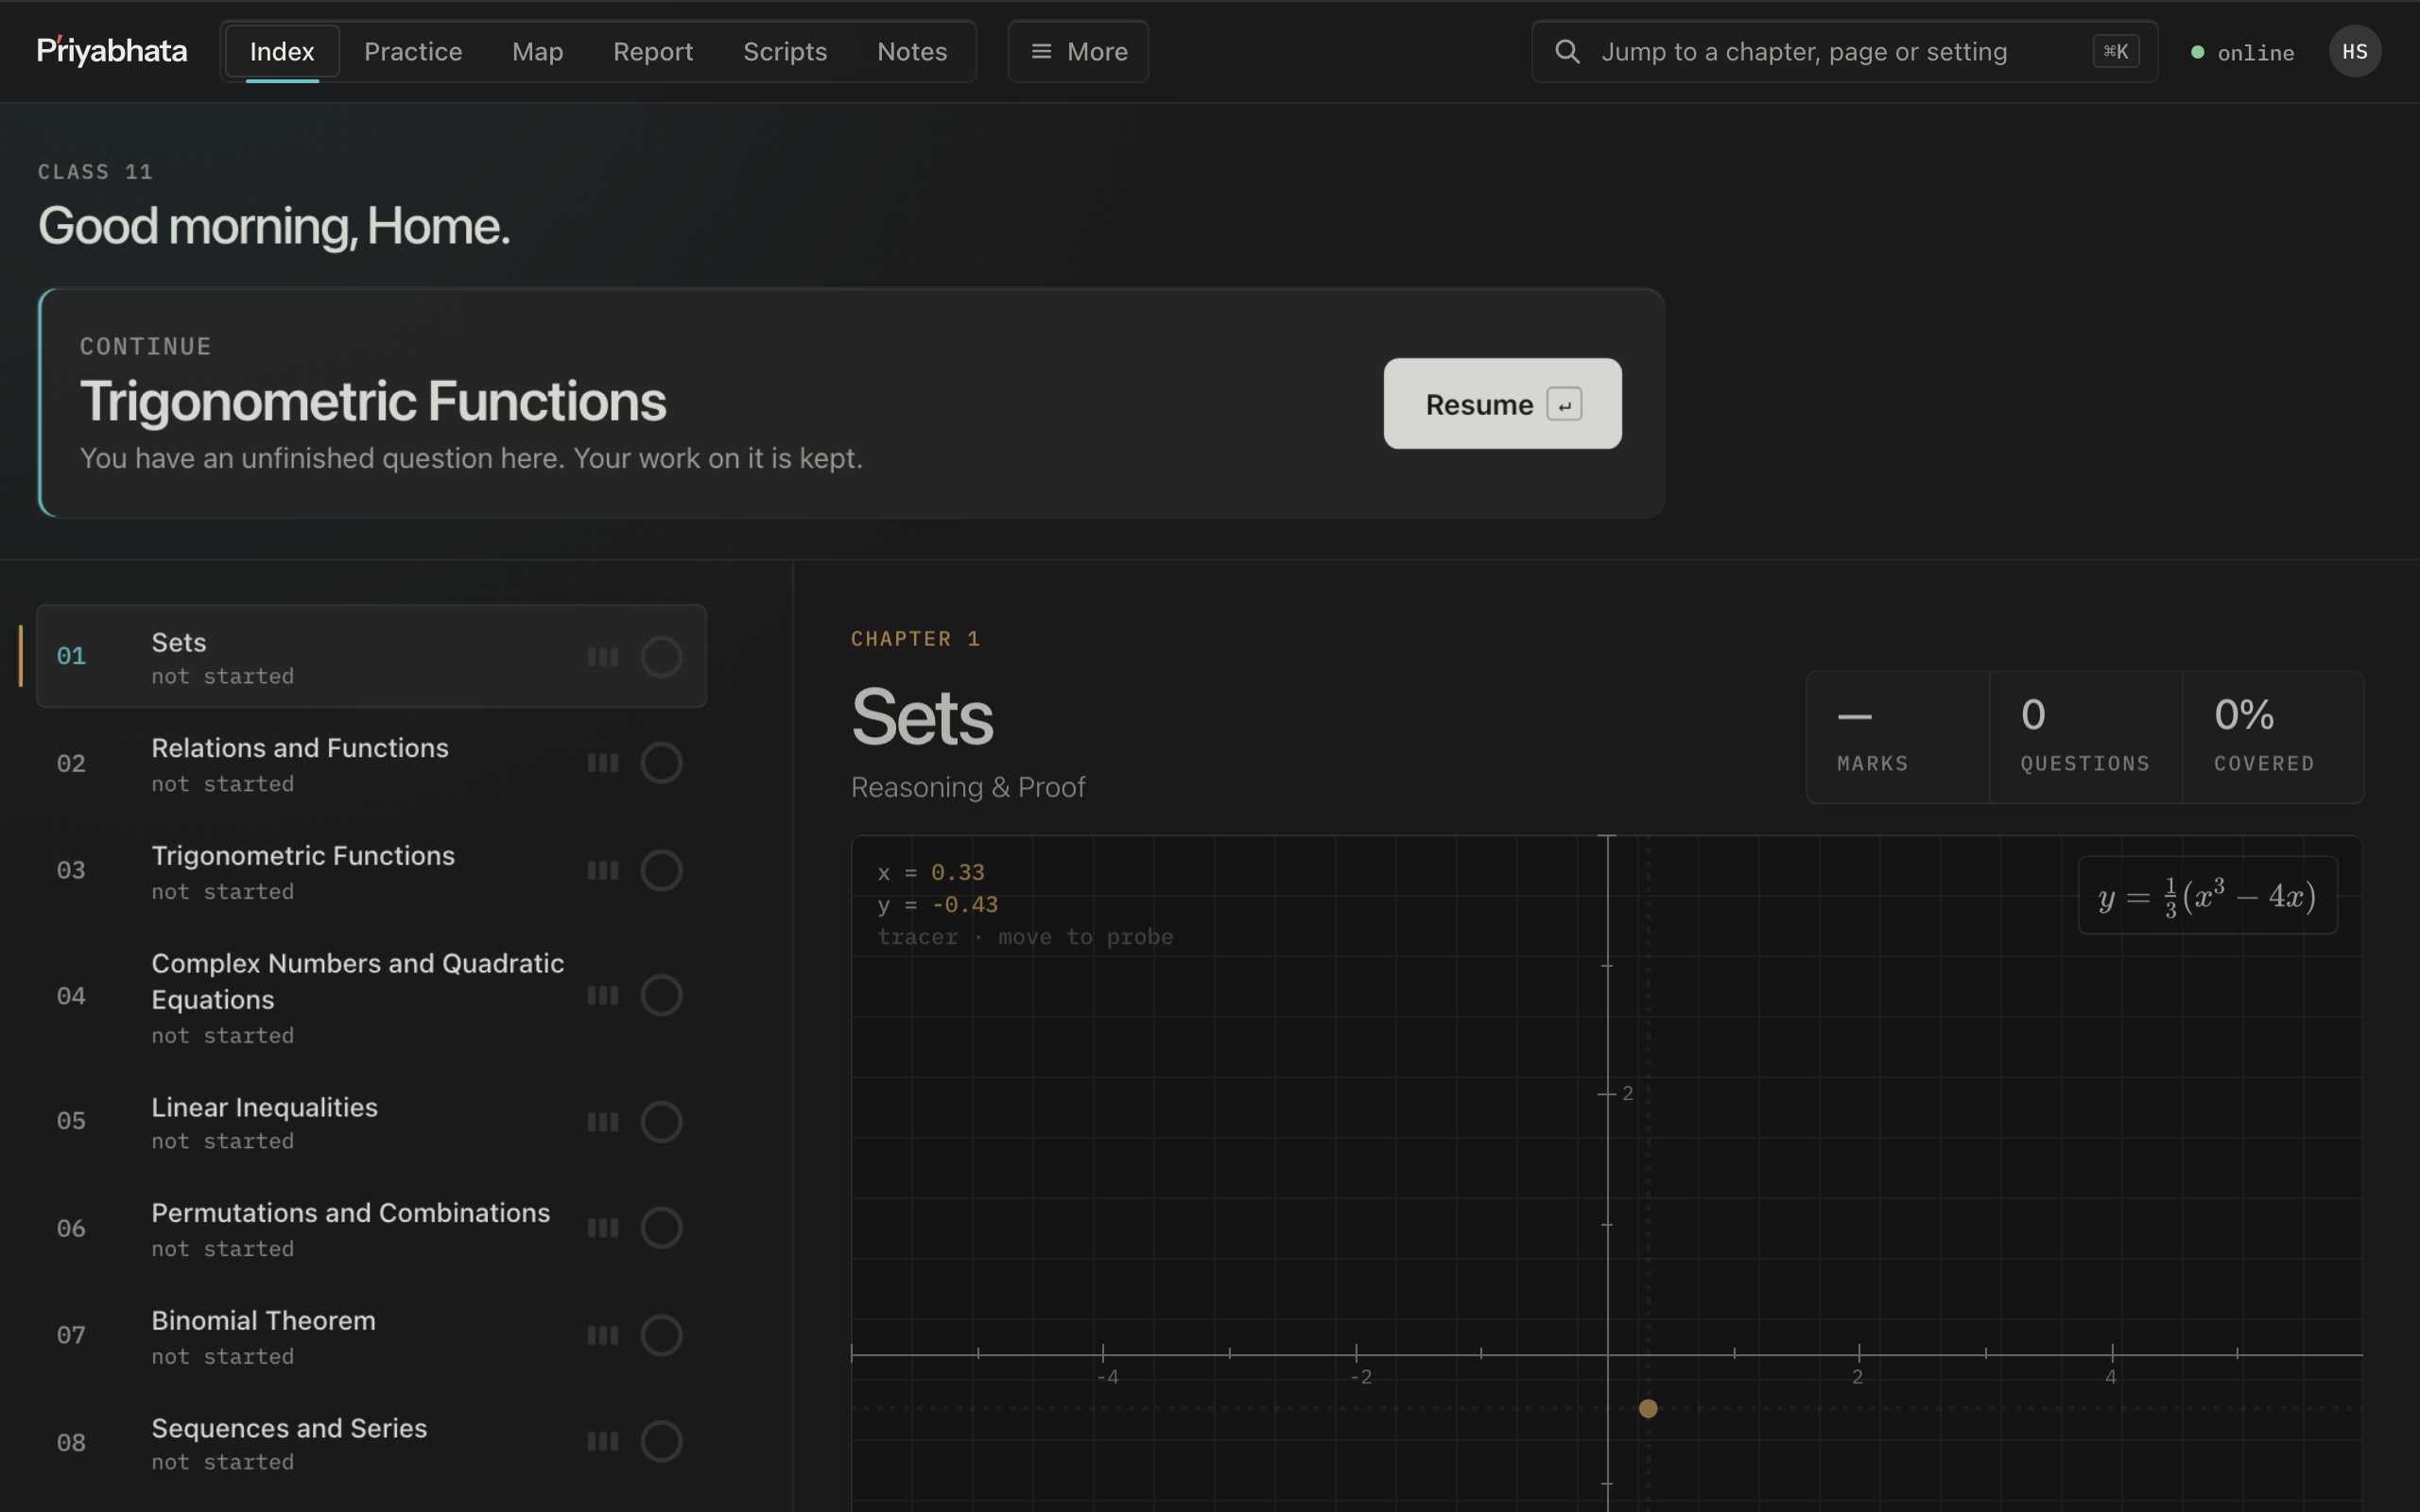 Priyabhata
Index Practice Map Report Scripts Notes More
Jump to a chapter, page or setting ⌘K
online
HS
CLASS 11
Good morning, Home.
CONTINUE
Trigonometric Functions
You have an unfinished question here. Your work on it is kept.
Resume ↵
01 Sets
not started
02 Relations and Functions
not started
03 Trigonometric Functions
not started
04 Complex Numbers and Quadratic
Equations
not started
05 Linear Inequalities
not started
06 Permutations and Combinations
not started
07 Binomial Theorem
not started
08 Sequences and Series
not started
CHAPTER 1
Sets
Reasoning & Proof
— 0 0%
MARKS QUESTIONS COVERED
x = 0.33
y = -0.43
tracer · move to probe
y = 1/3(x³ − 4x)
2
-4 -2 2 4